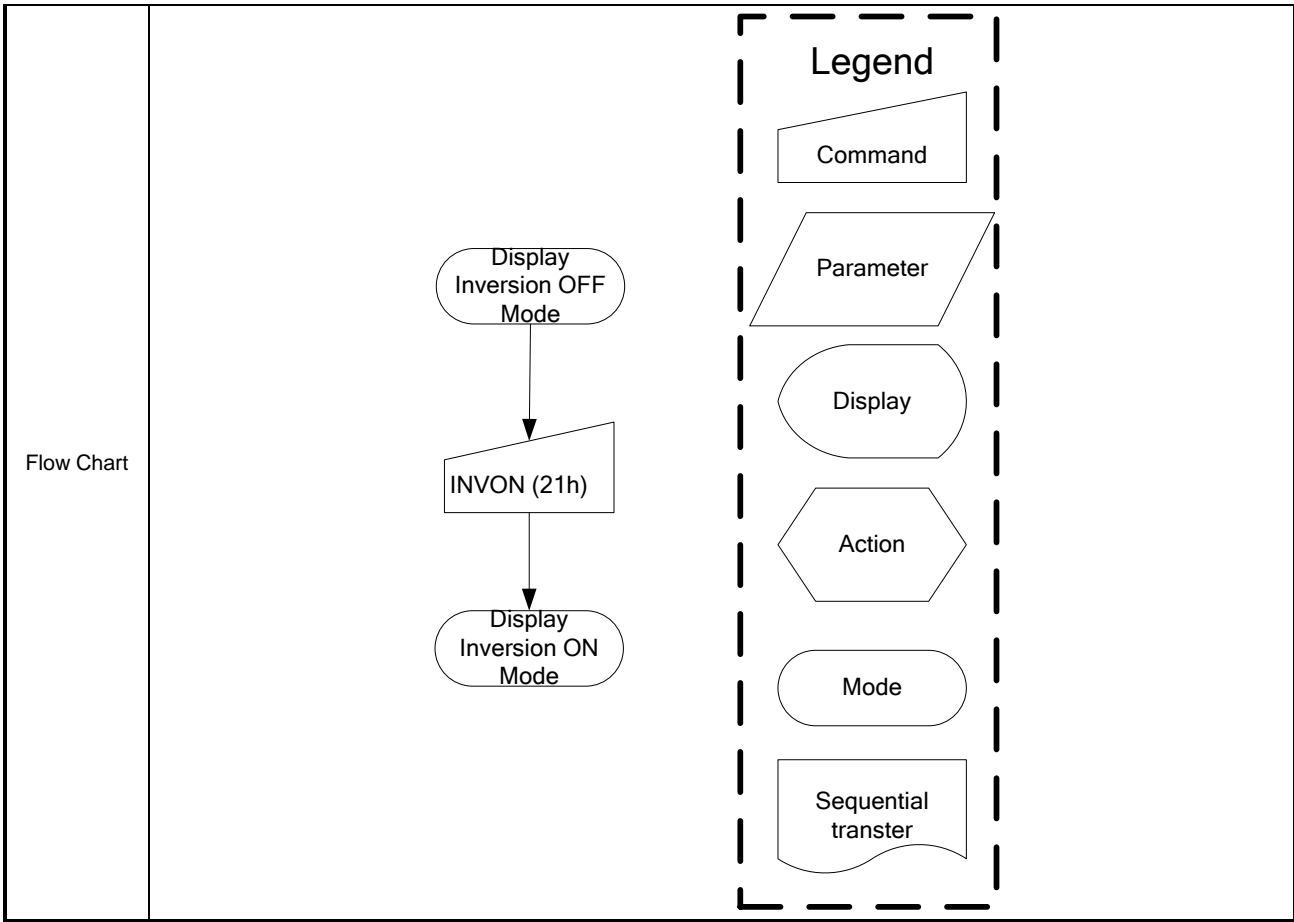 Flow Chart
Display
Inversion OFF
Mode
INVON (21h)
Display
Inversion ON
Mode
Legend
Command
Parameter
Display
Action
Mode
Sequential
transter